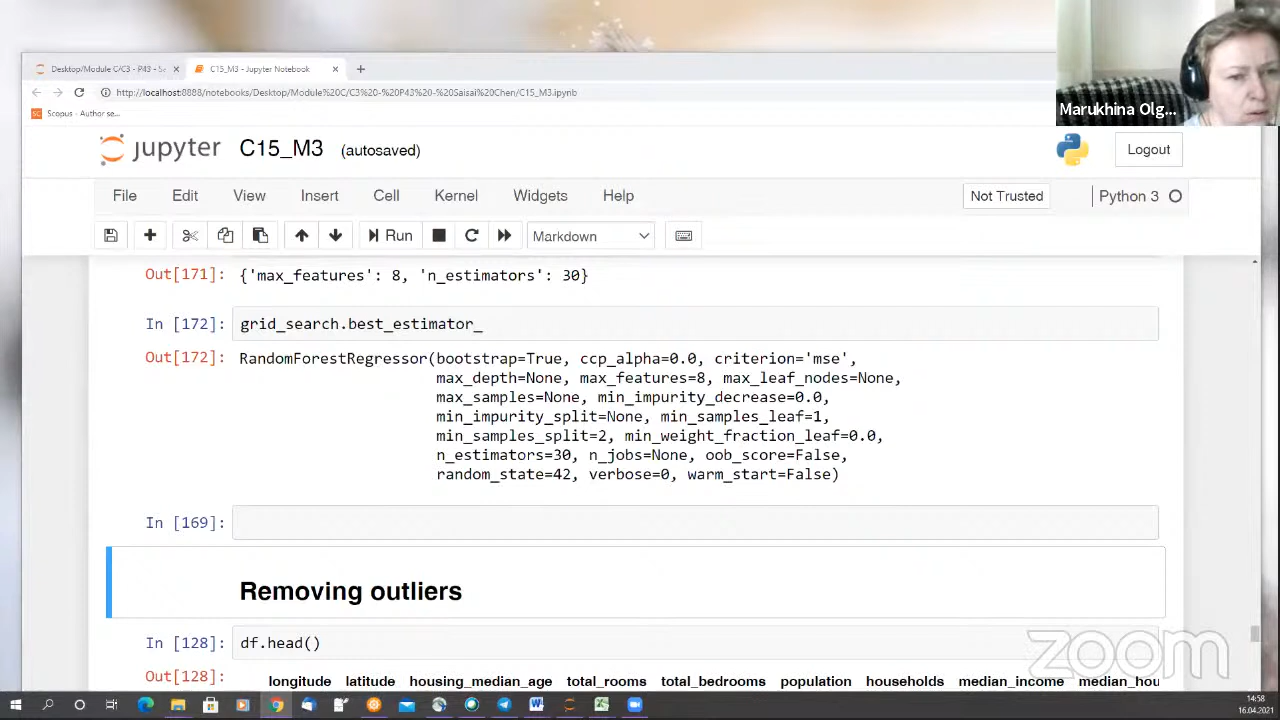 Desktop/Module C/C3 - P43 - S
C15_M3 - Jupyter Notebook
http://localhost:8888/notebooks/Desktop/Module%20C/C3%20-%20P43%20-%20Saisai%20Chen/C15_M3.ipynb
Scopus - Author se...
Marukhina Olg...
jupyter C15_M3 (autosaved)
Logout
File Edit View Insert Cell Kernel Widgets Help
Not Trusted
Python 3
Run
Markdown
Out[171]: {'max_features': 8, 'n_estimators': 30}
In [172]: grid_search.best_estimator_
Out[172]: RandomForestRegressor(bootstrap=True, ccp_alpha=0.0, criterion='mse',
max_depth=None, max_features=8, max_leaf_nodes=None,
max_samples=None, min_impurity_decrease=0.0,
min_impurity_split=None, min_samples_leaf=1,
min_samples_split=2, min_weight_fraction_leaf=0.0,
n_estimators=30, n_jobs=None, oob_score=False,
random_state=42, verbose=0, warm_start=False)
In [169]:
Removing outliers
In [128]: df.head()
Out[128]:
longitude latitude housing_median_age total_rooms total_bedrooms population households median_income median_hou
zoom
14:58
16.04.2021